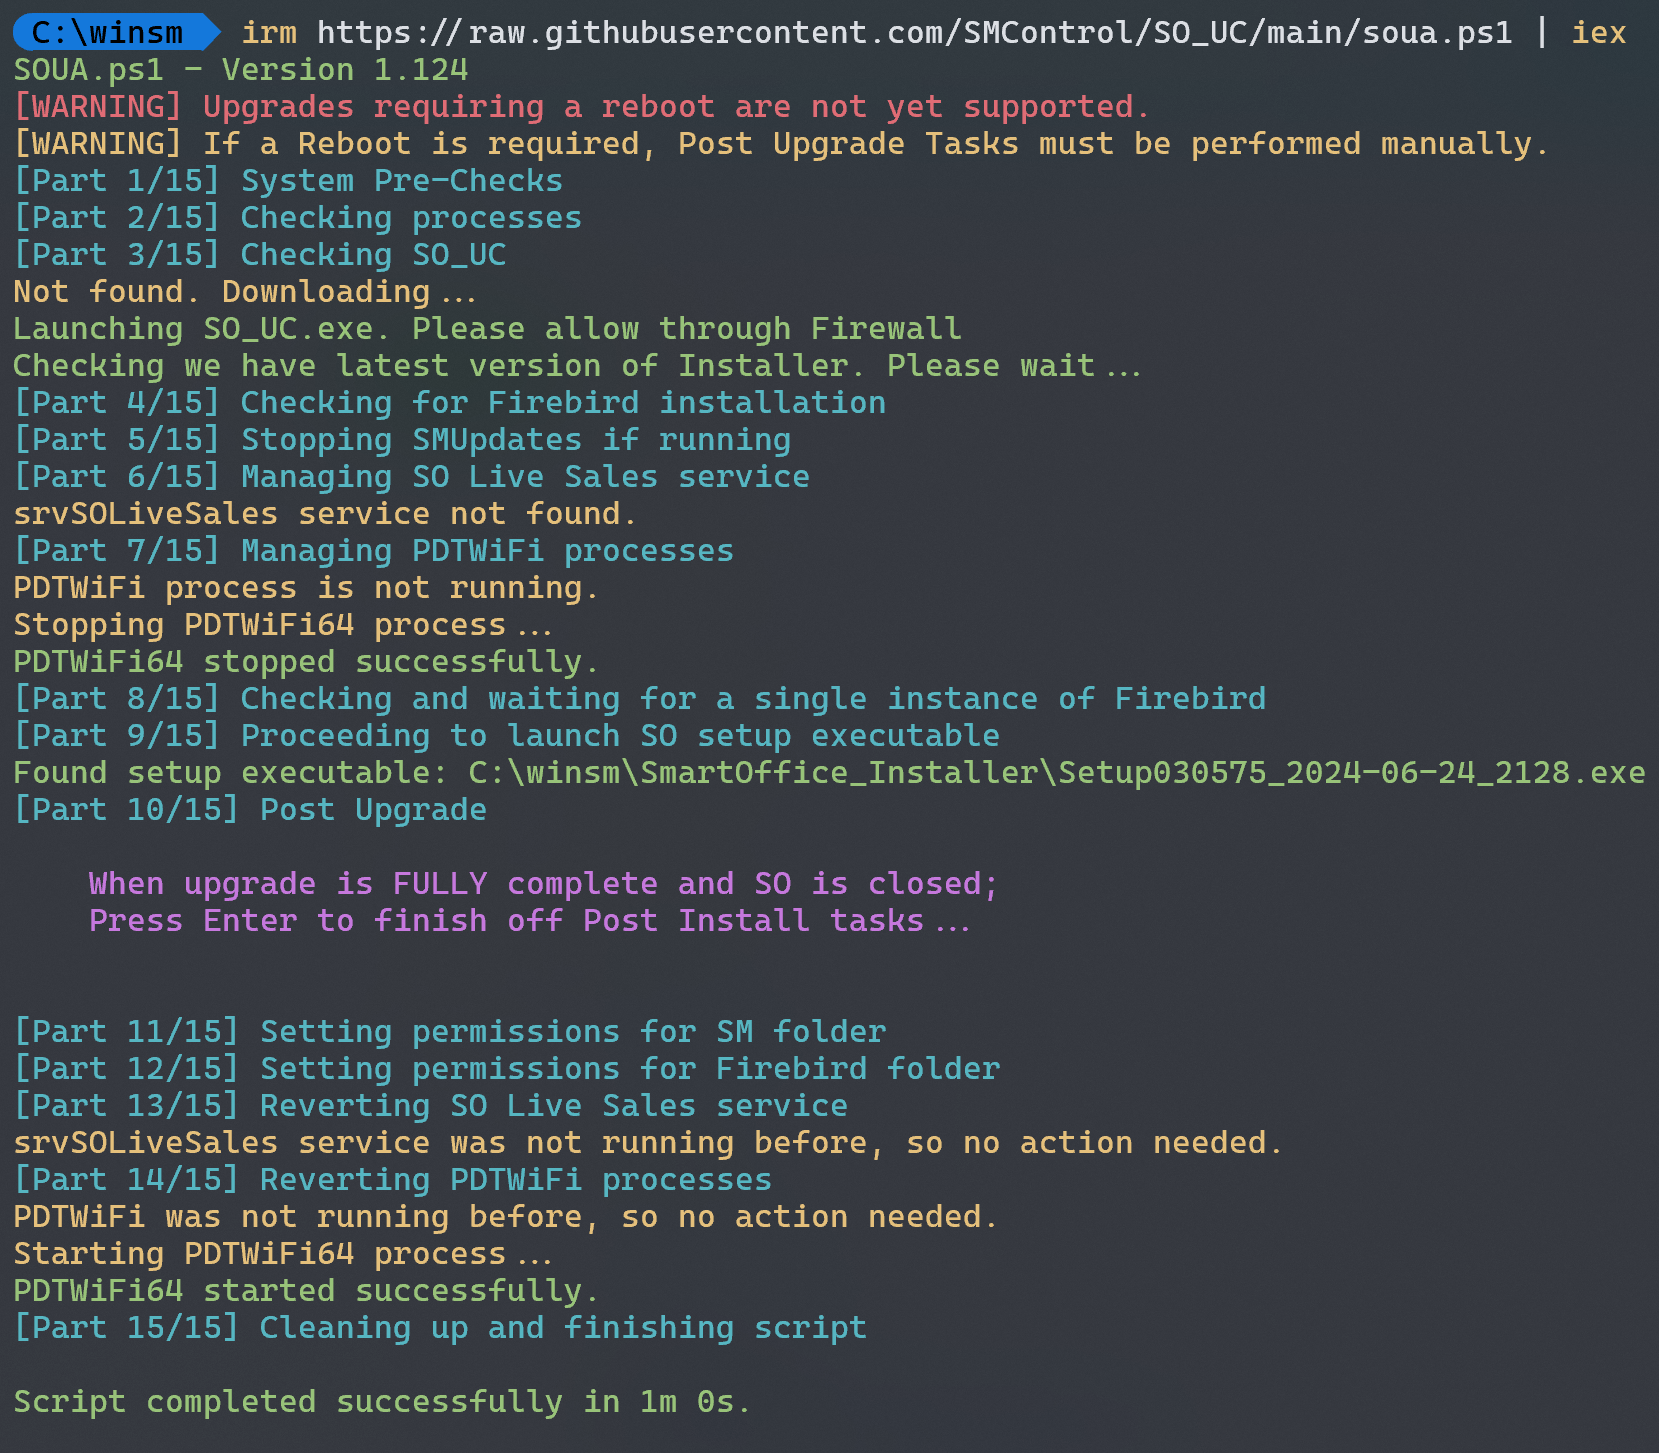 C:\winsm irm https://raw.githubusercontent.com/SMControl/SO_UC/main/soua.ps1 | iex
SOUA.ps1 - Version 1.124
[WARNING] Upgrades requiring a reboot are not yet supported.
[WARNING] If a Reboot is required, Post Upgrade Tasks must be performed manually.
[Part 1/15] System Pre-Checks
[Part 2/15] Checking processes
[Part 3/15] Checking SO_UC
Not found. Downloading...
Launching SO_UC.exe. Please allow through Firewall
Checking we have latest version of Installer. Please wait...
[Part 4/15] Checking for Firebird installation
[Part 5/15] Stopping SMUpdates if running
[Part 6/15] Managing SO Live Sales service
srvSOLiveSales service not found.
[Part 7/15] Managing PDTWiFi processes
PDTWiFi process is not running.
Stopping PDTWiFi64 process...
PDTWiFi64 stopped successfully.
[Part 8/15] Checking and waiting for a single instance of Firebird
[Part 9/15] Proceeding to launch SO setup executable
Found setup executable: C:\winsm\SmartOffice_Installer\Setup030575_2024-06-24_2128.exe
[Part 10/15] Post Upgrade
When upgrade is FULLY complete and SO is closed;
Press Enter to finish off Post Install tasks...
[Part 11/15] Setting permissions for SM folder
[Part 12/15] Setting permissions for Firebird folder
[Part 13/15] Reverting SO Live Sales service
srvSOLiveSales service was not running before, so no action needed.
[Part 14/15] Reverting PDTWiFi processes
PDTWiFi was not running before, so no action needed.
Starting PDTWiFi64 process...
PDTWiFi64 started successfully.
[Part 15/15] Cleaning up and finishing script
Script completed successfully in 1m 0s.